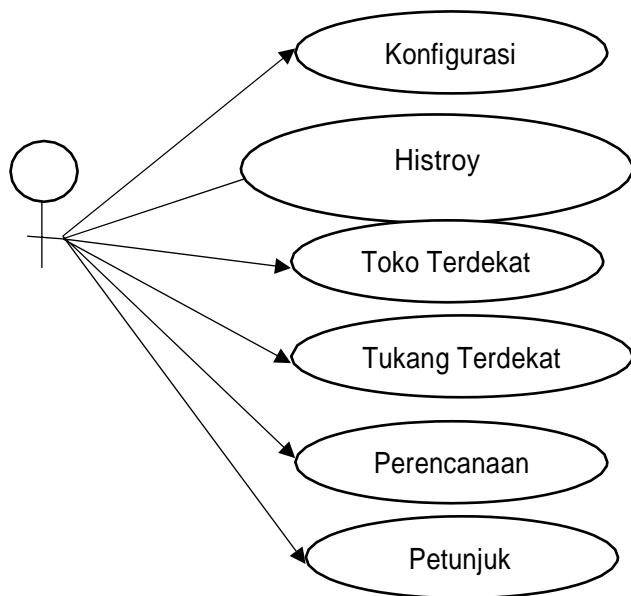 Konfigurasi
Histroy
Toko Terdekat
Tukang Terdekat
Perencanaan
Petunjuk